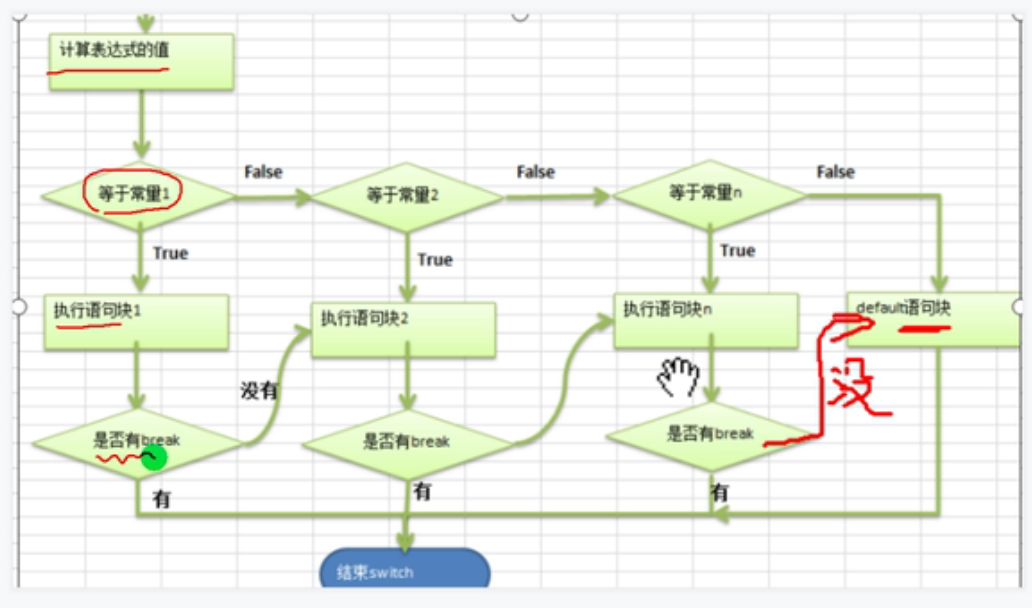 计算表达式的值
False
False
False
等于常量1
等于常量2
等于常量n
True
True
True
执行语句块1
执行语句块2
执行语句块n
default语句块
没有
没
是否有break
是否有break
是否有break
有
有
有
结束switch